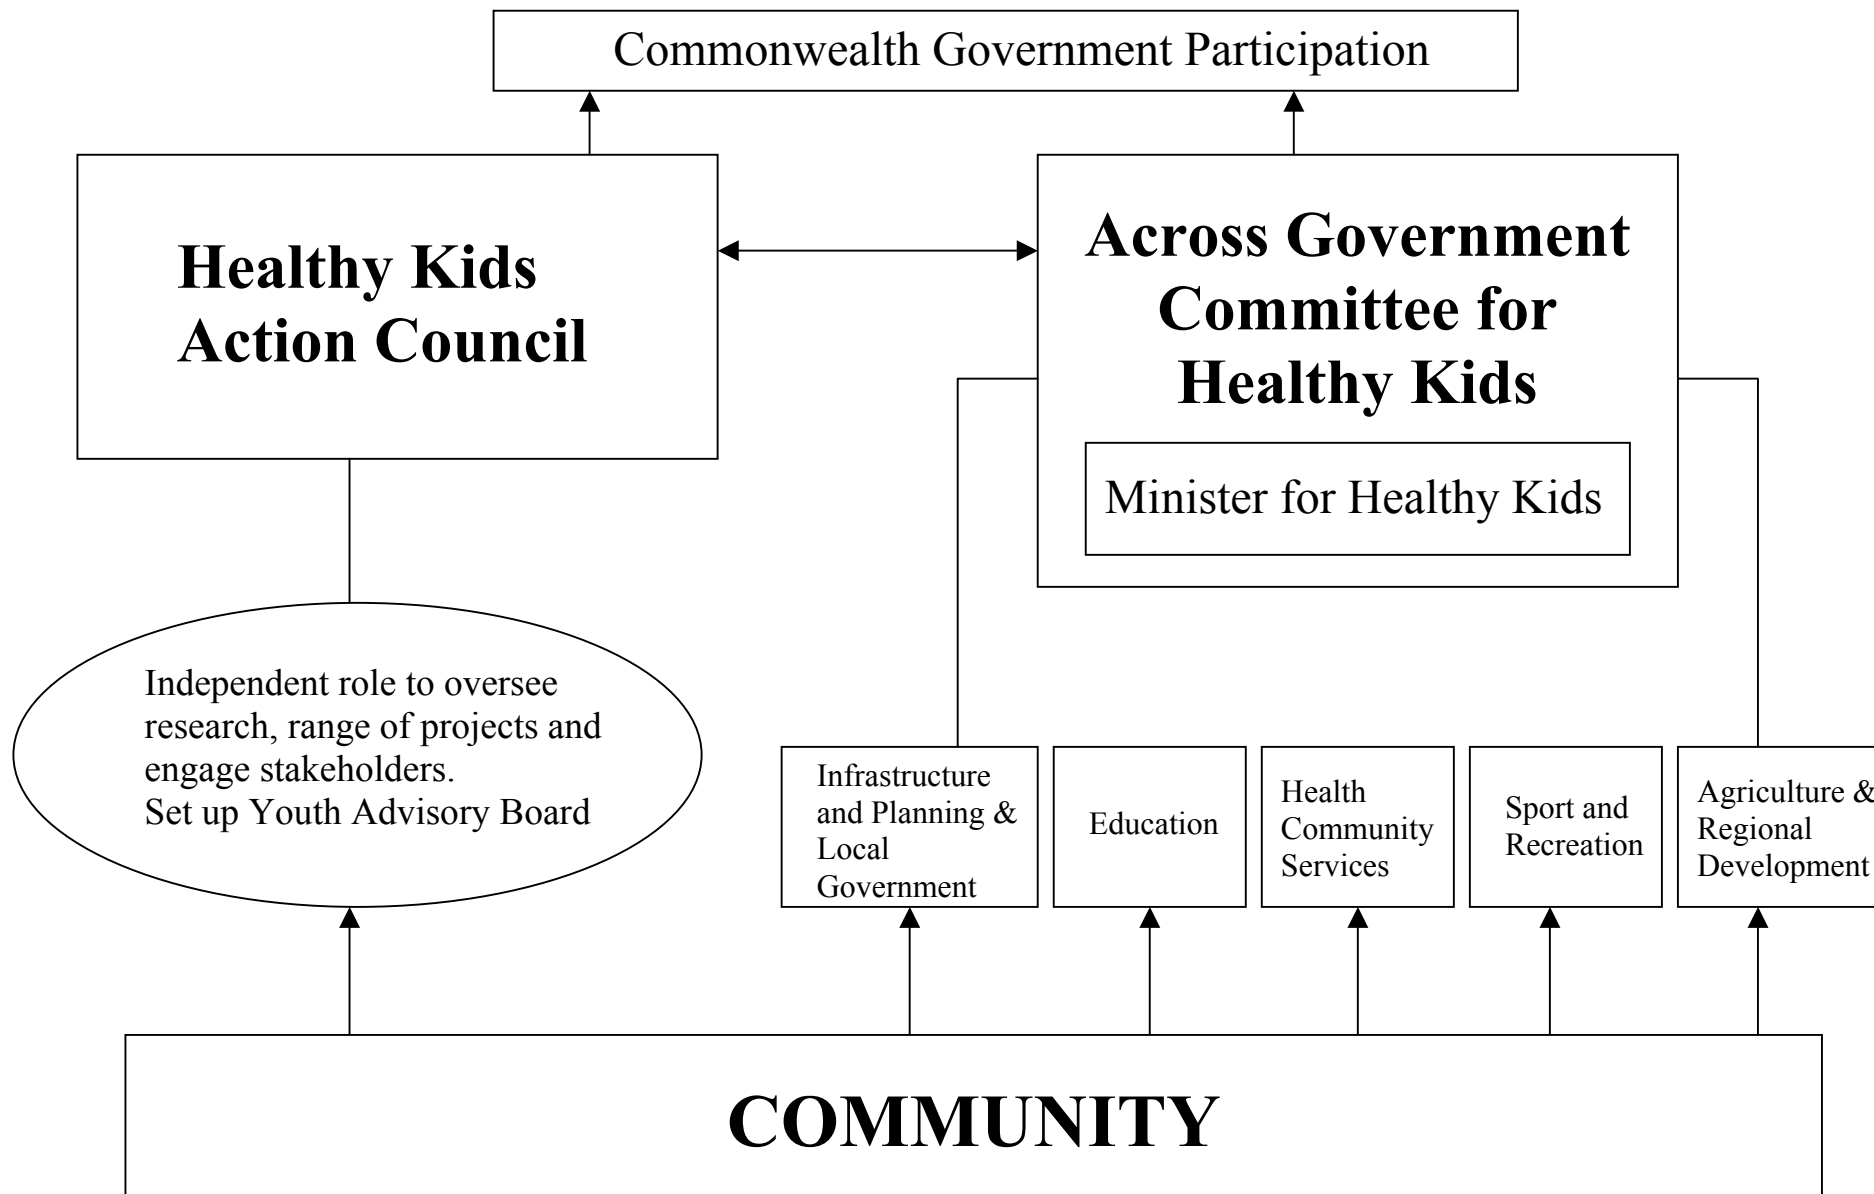 Commonwealth Government Participation
Healthy Kids
Action Council
Across Government
Committee for
Healthy Kids
Minister for Healthy Kids
Independent role to oversee
research, range of projects and
engage stakeholders.
Set up Youth Advisory Board
Infrastructure
and Planning &
Local
Government
Education
Health
Community
Services
Sport and
Recreation
Agriculture &
Regional
Development
COMMUNITY